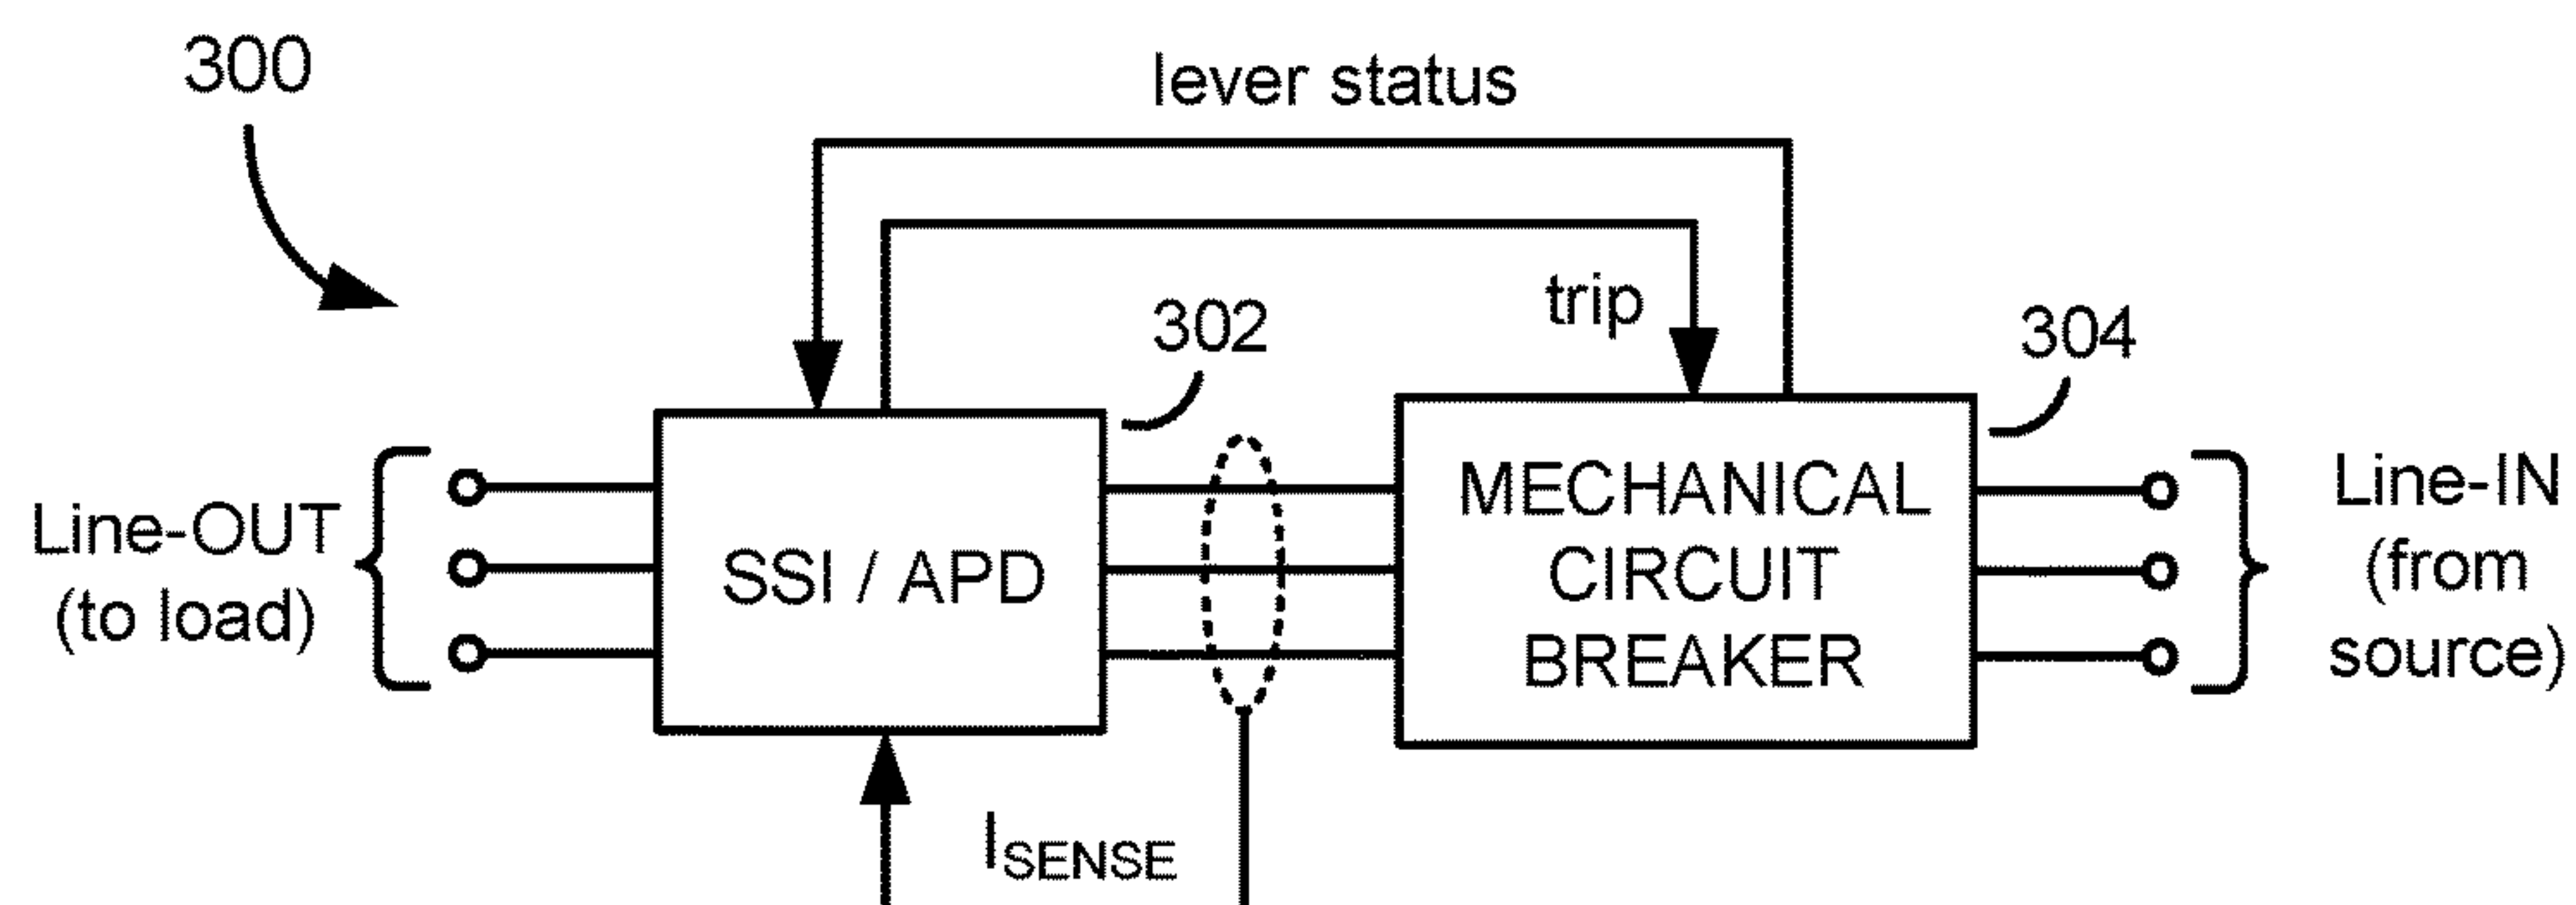 300
lever status
trip
302
304
Line-OUT
(to load)
SSI / APD
MECHANICAL
CIRCUIT
BREAKER
Line-IN
(from
source)
ISENSE